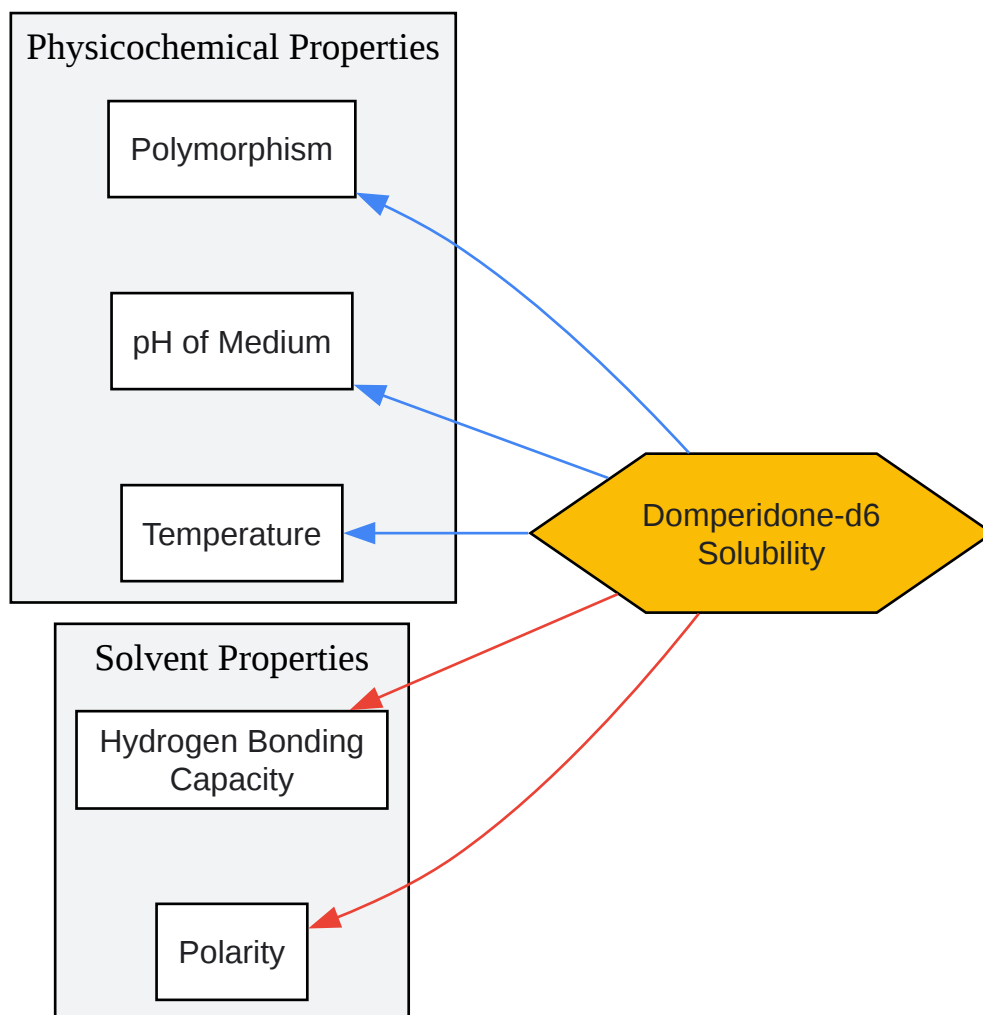 Physicochemical Properties
Polymorphism
pH of Medium
Temperature
Domperidone-d6
Solubility
Solvent Properties
Hydrogen Bonding
Capacity
Polarity